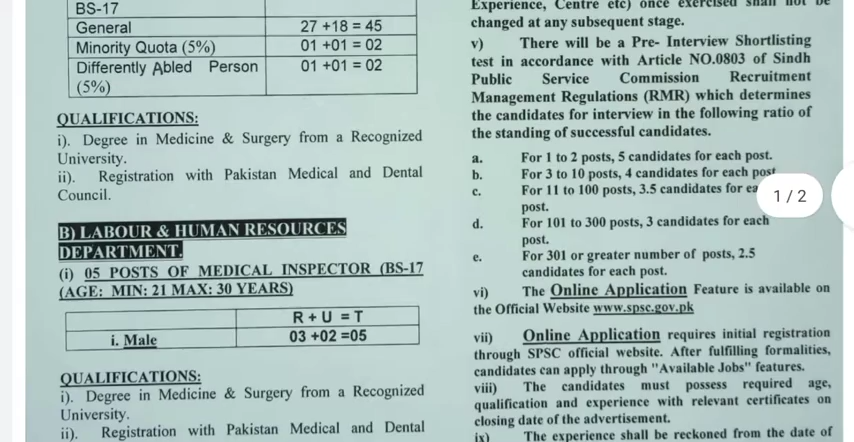 BS-17
General 27 +18 = 45
Minority Quota (5%) 01 +01 = 02
Differently Abled Person 01 +01 = 02
(5%)
QUALIFICATIONS:
i). Degree in Medicine & Surgery from a Recognized
University.
ii). Registration with Pakistan Medical and Dental
Council.
B) LABOUR & HUMAN RESOURCES
DEPARTMENT.
(i) 05 POSTS OF MEDICAL INSPECTOR (BS-17
(AGE: MIN: 21 MAX: 30 YEARS)
R + U = T
i. Male 03 +02 =05
QUALIFICATIONS:
i). Degree in Medicine & Surgery from a Recognized
University.
ii). Registration with Pakistan Medical and Dental
Experience, Centre etc) once exercised shall not be
changed at any subsequent stage.
v) There will be a Pre- Interview Shortlisting
test in accordance with Article NO.0803 of Sindh
Public Service Commission Recruitment
Management Regulations (RMR) which determines
the candidates for interview in the following ratio of
the standing of successful candidates.
a. For 1 to 2 posts, 5 candidates for each post.
b. For 3 to 10 posts, 4 candidates for each post
c. For 11 to 100 posts, 3.5 candidates for
post.
d. For 101 to 300 posts, 3 candidates for each
post.
e. For 301 or greater number of posts, 2.5
candidates for each post.
vi) The Online Application Feature is available on
the Official Website www.spsc.gov.pk
vii) Online Application requires initial registration
through SPSC official website. After fulfilling formalities,
candidates can apply through "Available Jobs" features.
viii) The candidates must possess required age,
qualification and experience with relevant certificates on
closing date of the advertisement.
ix) The experience shall be reckoned from the date of
1 / 2